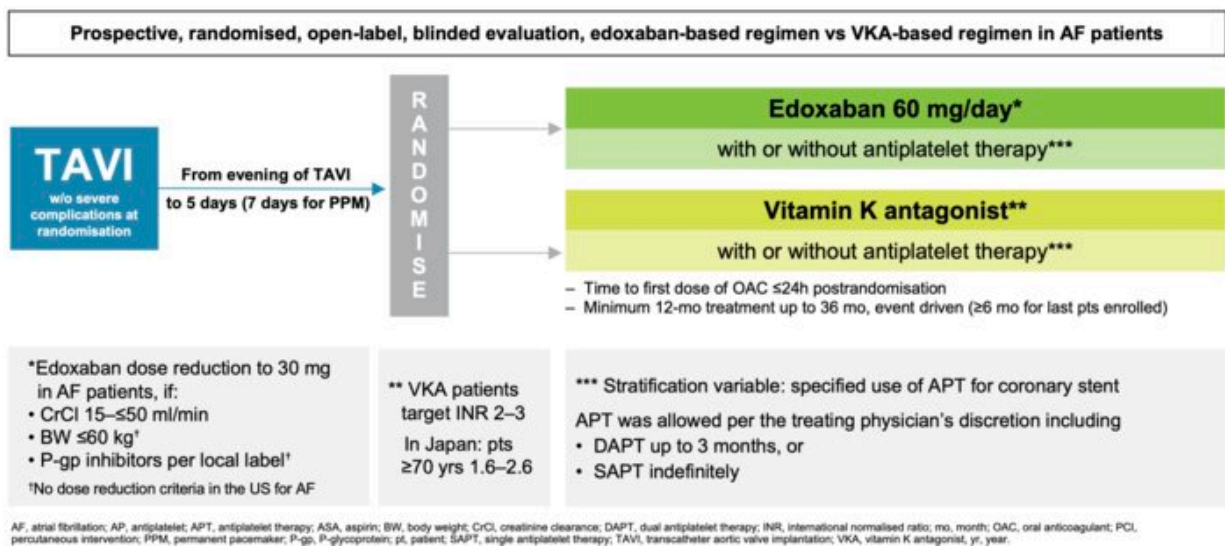 Prospective, randomised, open-label, blinded evaluation, edoxaban-based regimen vs VKA-based regimen in AF patients
TAVI
w/o severe
complications at
randomisation
From evening of TAVI
to 5 days (7 days for PPM)
RANDOMISE
Edoxaban 60 mg/day*
with or without antiplatelet therapy***
Vitamin K antagonist**
with or without antiplatelet therapy***
– Time to first dose of OAC ≤24h postrandomisation
– Minimum 12-mo treatment up to 36 mo, event driven (≥6 mo for last pts enrolled)
*Edoxaban dose reduction to 30 mg
in AF patients, if:
• CrCl 15–≤50 ml/min
• BW ≤60 kg†
• P-gp inhibitors per local label†
†No dose reduction criteria in the US for AF
** VKA patients
target INR 2–3
In Japan: pts
≥70 yrs 1.6–2.6
*** Stratification variable: specified use of APT for coronary stent
APT was allowed per the treating physician's discretion including
• DAPT up to 3 months, or
• SAPT indefinitely
AF, atrial fibrillation; AP, antiplatelet; APT, antiplatelet therapy; ASA, aspirin; BW, body weight; CrCl, creatinine clearance; DAPT, dual antiplatelet therapy; INR, international normalised ratio; mo, month; OAC, oral anticoagulant; PCI,
percutaneous intervention; PPM, permanent pacemaker; P-gp, P-glycoprotein; pt, patient; SAPT, single antiplatelet therapy; TAVI, transcatheter aortic valve implantation; VKA, vitamin K antagonist, yr, year.